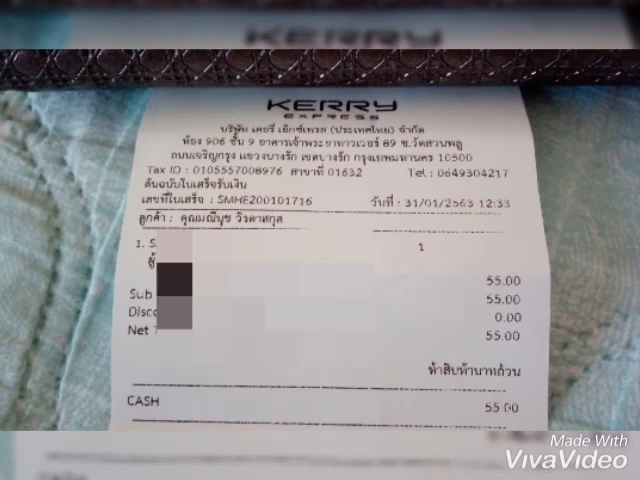 KERRY
EXPRESS
บริษัท เคอรี่ เอ็กซ์เพรส (ประเทศไทย) จำกัด
ห้อง 906 ชั้น 9 อาคารเจ้าพระยาทาวเวอร์ 89 ซ.วัดสวนพลู
ถนนเจริญกรุง แขวงบางรัก เขตบางรัก กรุงเทพมหานคร 10500
Tax ID : 0105557008976 สาขาที่ 01632 Tel : 0649304217
ต้นฉบับใบเสร็จรับเงิน
เลขที่ใบเสร็จ : SMHE200101716 วันที่ : 31/01/2563 12:33
ลูกค้า : คุณมณีนุช วิรดาสกุล
1. S 1
55.00
Sub 55.00
Disc 0.00
Net 55.00
ห้าสิบห้าบาทถ้วน
CASH 55.00
Made With
VivaVideo